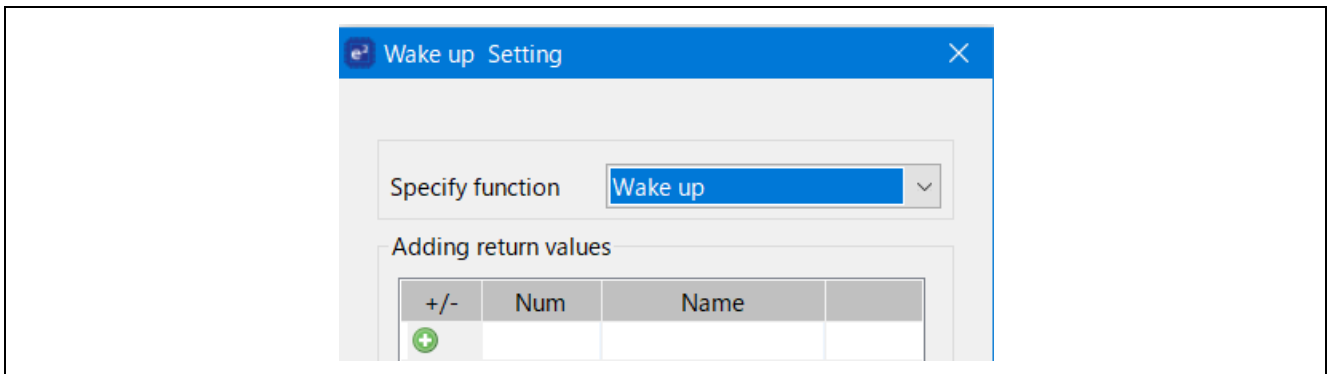 e² Wake up  Setting
Specify function Wake up
Adding return values
+/- Num Name